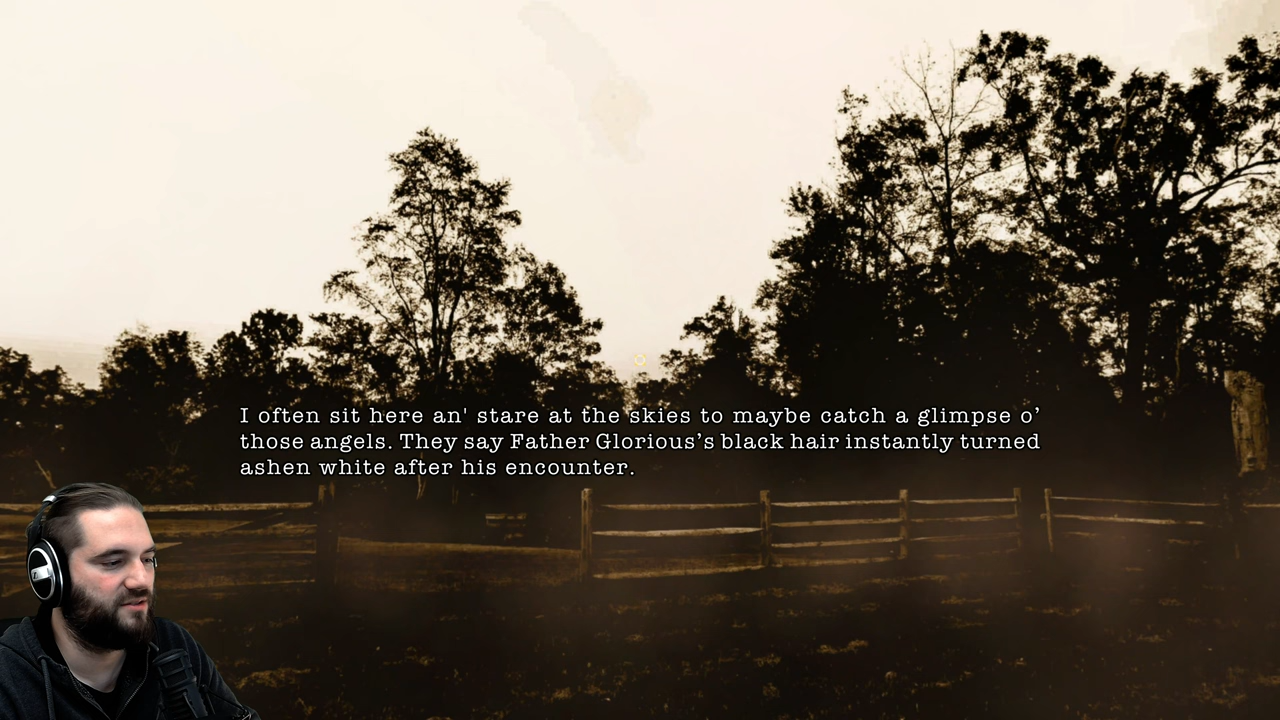 I often sit here an' stare at the skies to maybe catch a glimpse o’
those angels. They say Father Glorious’s black hair instantly turned
ashen white after his encounter.